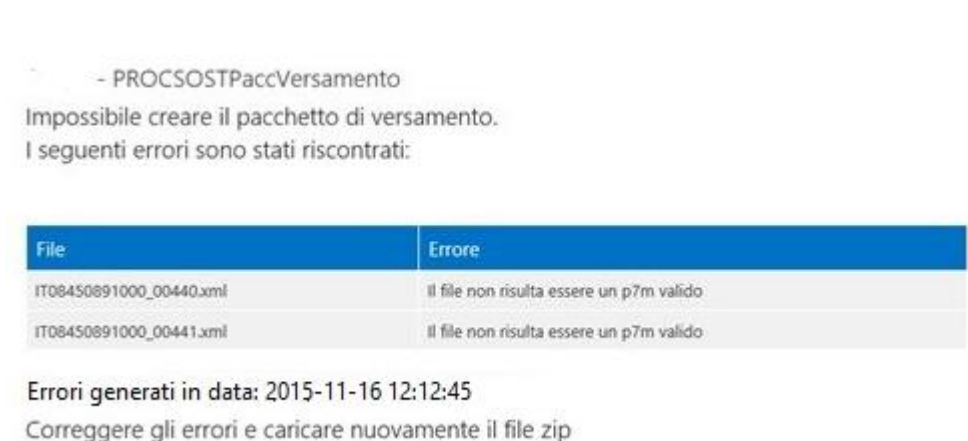 - PROCSOSTPaccVersamento
Impossibile creare il pacchetto di versamento.
I seguenti errori sono stati riscontrati:
File Errore
IT08450891000_00440.xml Il file non risulta essere un p7m valido
IT08450891000_00441.xml Il file non risulta essere un p7m valido
Errori generati in data: 2015-11-16 12:12:45
Correggere gli errori e caricare nuovamente il file zip